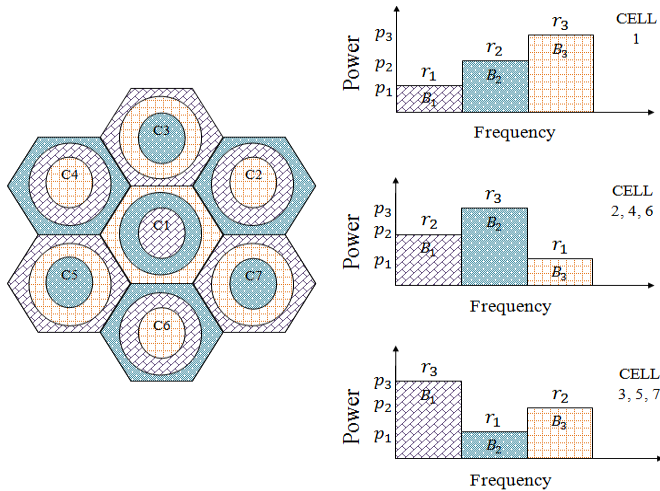 C3
C4
C2
C1
C5
C7
C6
CELL
1
Power
p3
p2
p1
r1
r2
r3
B1
B2
B3
Frequency
CELL
2, 4, 6
Power
p3
p2
p1
r2
r3
r1
B1
B2
B3
Frequency
CELL
3, 5, 7
Power
p3
p2
p1
r3
r1
r2
B1
B2
B3
Frequency